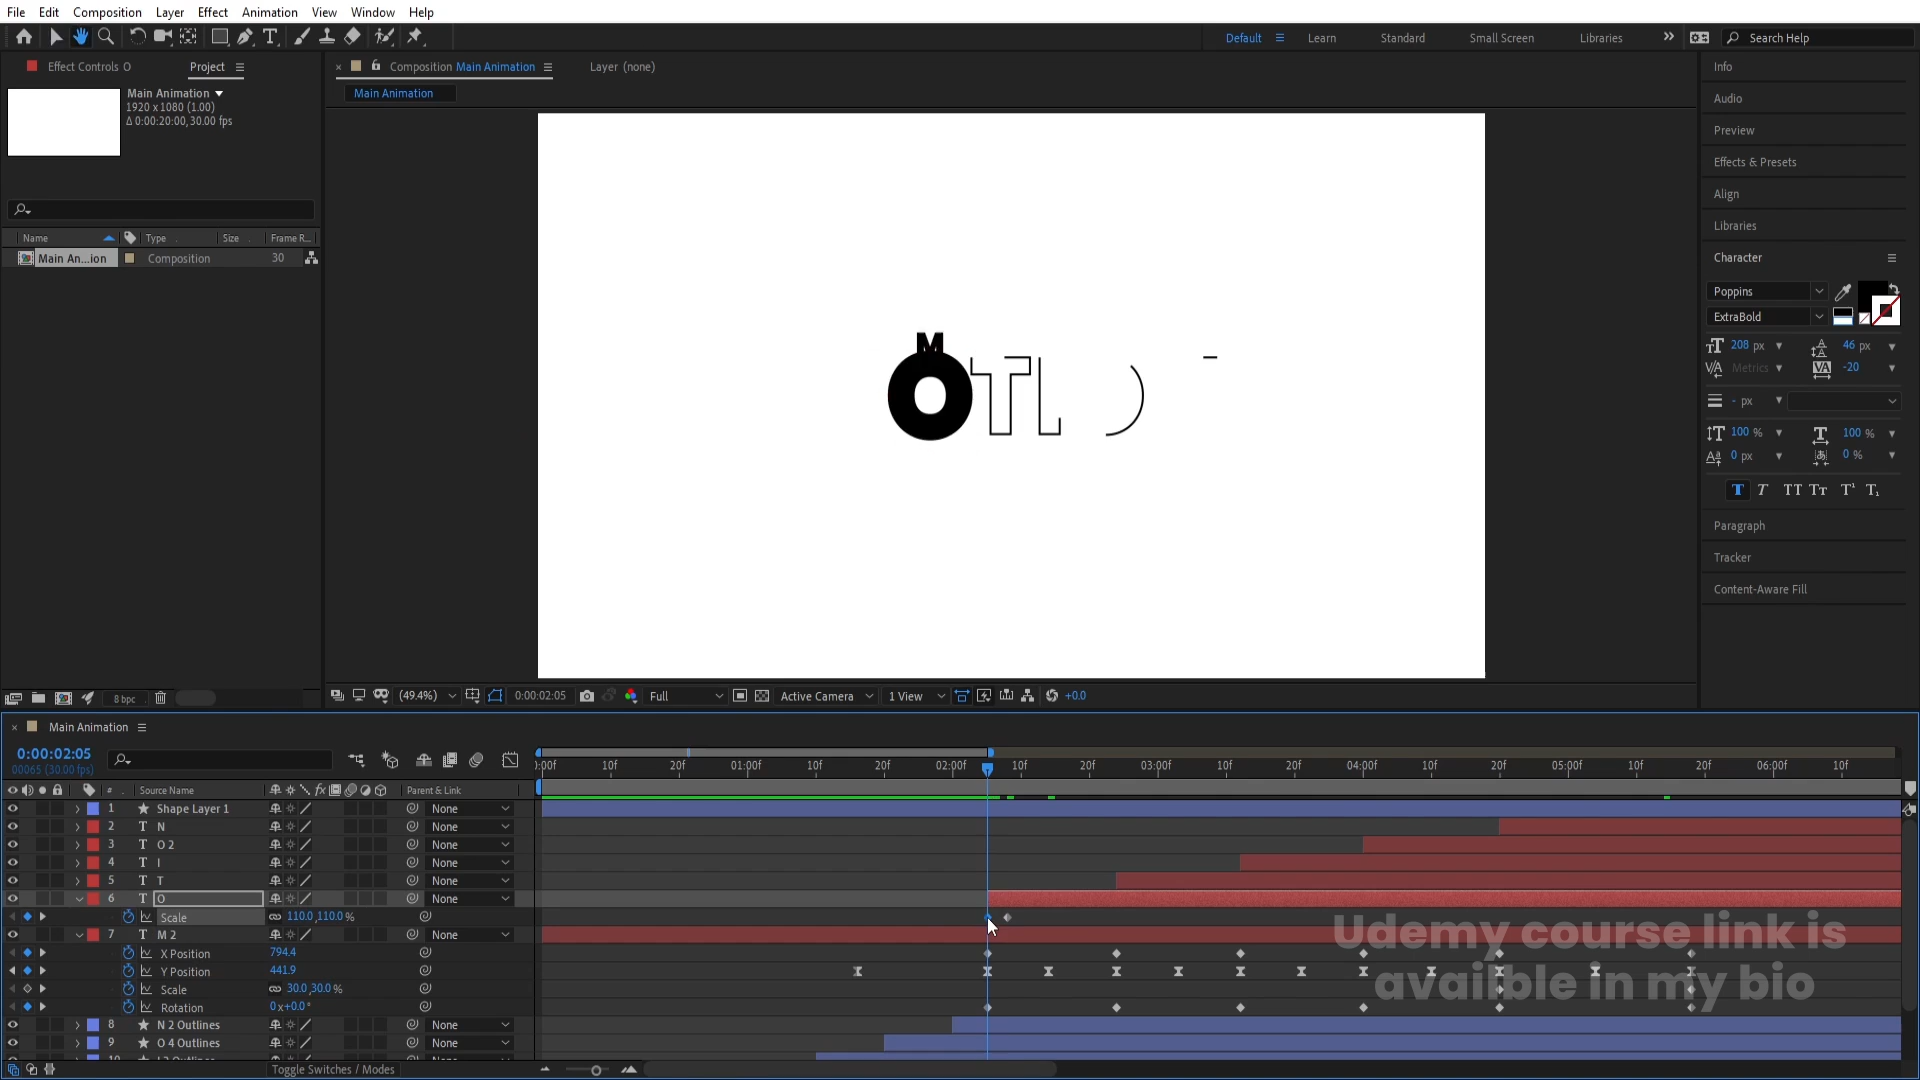 File Edit Composition Layer Effect Animation View Window Help
Default Learn Standard Small Screen Libraries Search Help
Effect Controls O Project
Composition Main Animation Layer (none)
Main Animation
Main Animation
1920 x 1080 (1.00)
Δ 0:00:20:00, 30.00 fps
Name Type Size Frame R...
Main An...ion Composition 30
M
O T L
Info
Audio
Preview
Effects & Presets
Align
Libraries
Character
Poppins
ExtraBold
208 px 46 px
Metrics -20
- px
100 % 100 %
0 px 0 %
T T TT Tt T¹ T₁
Paragraph
Tracker
Content-Aware Fill
8 bpc
(49.4%) 0:00:02:05 Full Active Camera 1 View +0.0
Main Animation
0:00:02:05
00065 (30.00 fps)
0:00f 10f 20f 01:00f 10f 20f 02:00f 10f 20f 03:00f 10f 20f 04:00f 10f 20f 05:00f 10f 20f 06:00f 10f
# Source Name Parent & Link
1 Shape Layer 1 None
2 T N None
3 T O 2 None
4 T I None
5 T T None
6 T O None
Scale 110.0, 110.0 %
7 T M 2 None
X Position 794.4
Y Position 441.9
Scale 30.0, 30.0 %
Rotation 0x+0.0°
8 N 2 Outlines None
9 O 4 Outlines None
Toggle Switches / Modes
Udemy course link is
availble in my bio